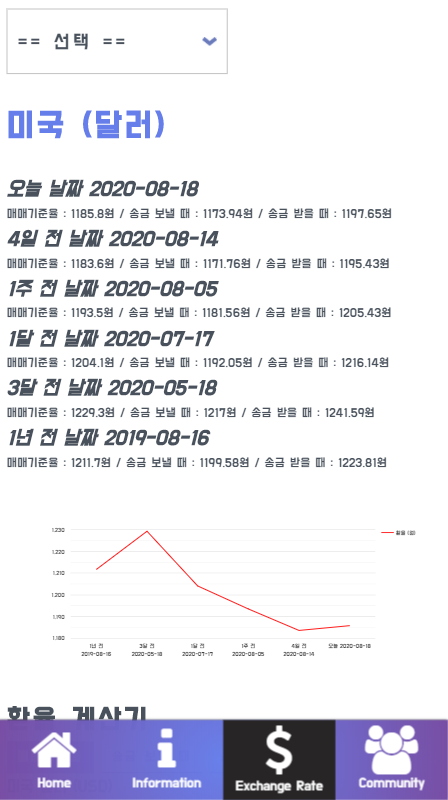 == 선택 ==
미국 (달러)
오늘 날짜 2020-08-18
매매기준율 : 1185.8원 / 송금 보낼 때 : 1173.94원 / 송금 받을 때 : 1197.65원
4일 전 날짜 2020-08-14
매매기준율 : 1183.6원 / 송금 보낼 때 : 1171.76원 / 송금 받을 때 : 1195.43원
1주 전 날짜 2020-08-05
매매기준율 : 1193.5원 / 송금 보낼 때 : 1181.56원 / 송금 받을 때 : 1205.43원
1달 전 날짜 2020-07-17
매매기준율 : 1204.1원 / 송금 보낼 때 : 1192.05원 / 송금 받을 때 : 1216.14원
3달 전 날짜 2020-05-18
매매기준율 : 1229.3원 / 송금 보낼 때 : 1217원 / 송금 받을 때 : 1241.59원
1년 전 날짜 2019-08-16
매매기준율 : 1211.7원 / 송금 보낼 때 : 1199.58원 / 송금 받을 때 : 1223.81원
1,230
환율 (원)
1,220
1,210
1,200
1,190
1,180
1년 전 3달 전 1달 전 1주 전 4일 전 오늘 2020-08-18
2019-08-16 2020-05-18 2020-07-17 2020-08-05 2020-08-14
환율 계산기
Home Information Exchange Rate Community